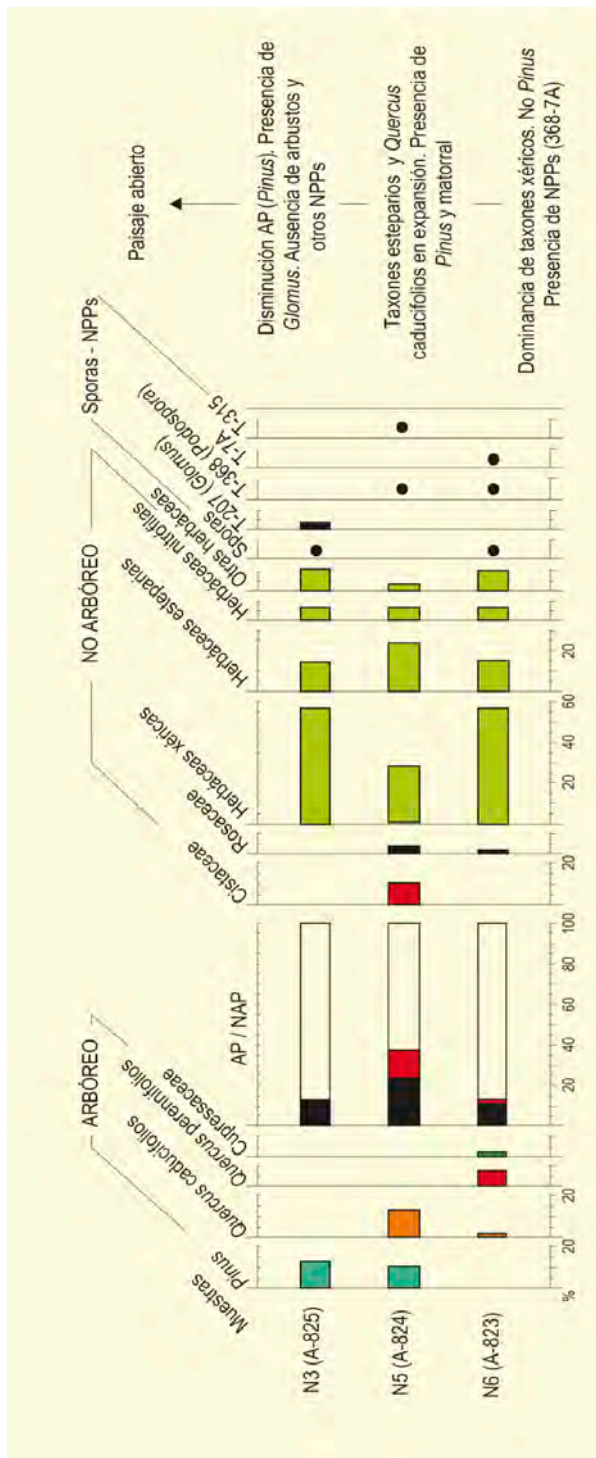 ARBÓREO
NO ARBÓREO
Sporas - NPPs
Paisaje abierto
Muestras
Pinus
Quercus caducifolios
Quercus perennifolios
Cupressaceae
AP / NAP
Cistaceae
Rosaceae
Herbáceas xéricas
Herbáceas esteparias
Herbáceas nitrófilas
Otras herbáceas
Sporas
T-207 (Glomus)
T-368 (Podospora)
T-7A
T-315
N3 (A-825)
Disminución AP (Pinus). Presencia de
Glomus. Ausencia de arbustos y
otros NPPs
N5 (A-824)
Taxones esteparios y Quercus
caducifolios en expansión. Presencia de
Pinus y matorral
N6 (A-823)
Dominancia de taxones xéricos. No Pinus
Presencia de NPPs (368-7A)
% 20 20 20 40 60 80 100 20 20 40 60 20